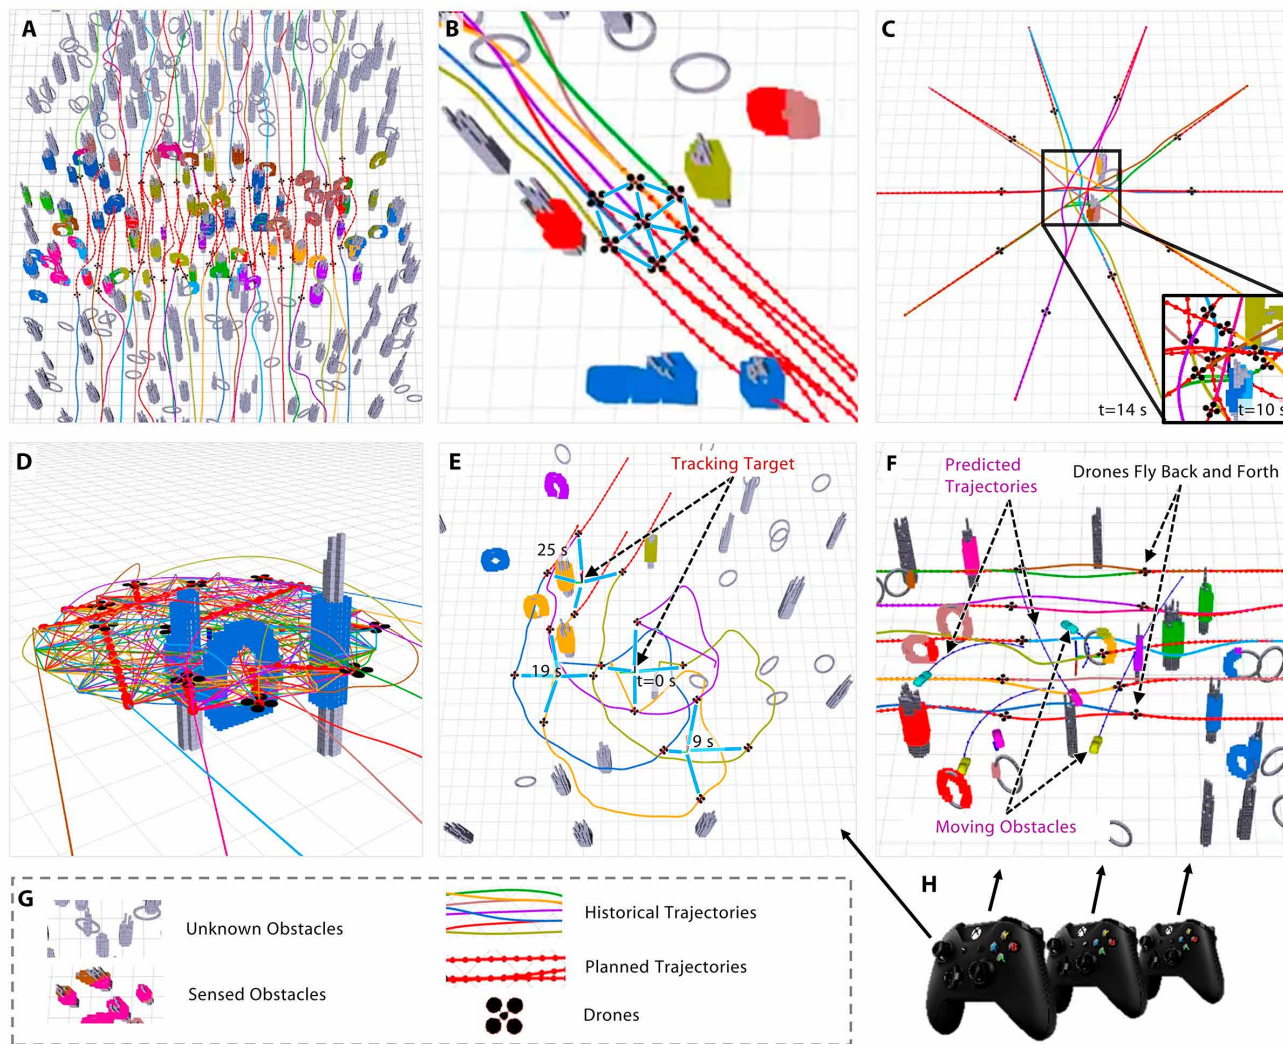 A
B
C
t=14 s
t=10 s
D
E
Tracking Target
25 s
19 s
t=0 s
9 s
F
Predicted
Trajectories
Drones Fly Back and Forth
Moving Obstacles
G
Unknown Obstacles
Sensed Obstacles
Historical Trajectories
Planned Trajectories
Drones
H